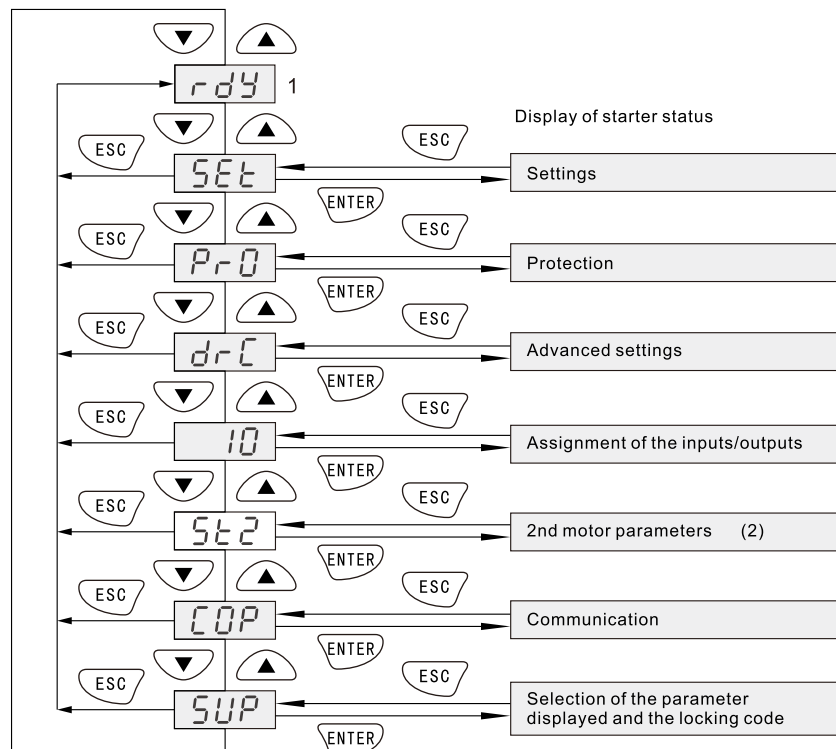 rdY 1
Display of starter status
ESC
ESC
SEt
Settings
ENTER
ESC
ESC
PrO
Protection
ENTER
ESC
ESC
drC
Advanced settings
ENTER
ESC
ESC
IO
Assignment of the inputs/outputs
ENTER
ESC
ESC
St2
2nd motor parameters (2)
ENTER
ESC
ESC
COP
Communication
ENTER
ESC
ESC
SUP
Selection of the parameter
displayed and the locking code
ENTER